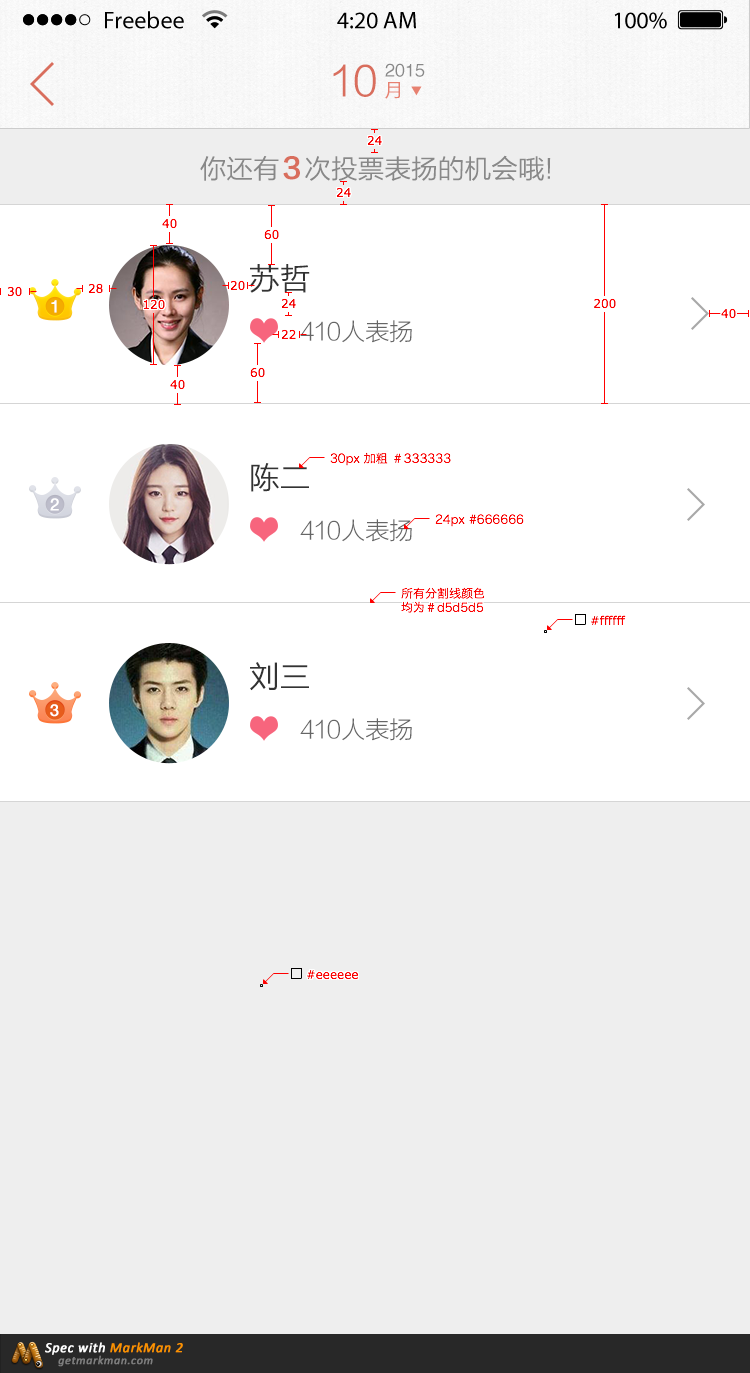 Freebee 4:20 AM 100%
10 2015
月 ▼
24
你还有3次投票表扬的机会哦!
24
40
60
苏哲
30
28
120
20
24
200
1
22
410人表扬
40
60
40
30px 加粗 #333333
陈二
2
24px #666666
410人表扬
所有分割线颜色
均为#d5d5d5
#ffffff
刘三
3
410人表扬
#eeeeee
Spec with MarkMan 2
getmarkman.com